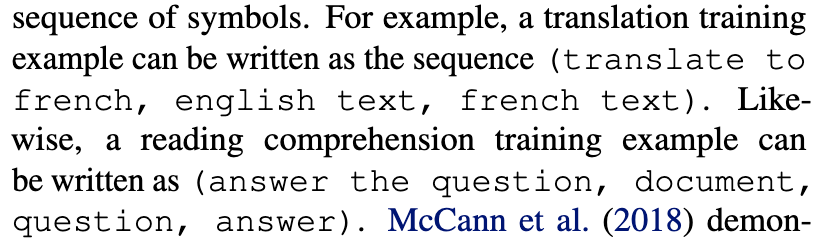 sequence of symbols. For example, a translation training
example can be written as the sequence (translate to
french, english text, french text). Like-
wise, a reading comprehension training example can
be written as (answer the question, document,
question, answer). McCann et al. (2018) demon-